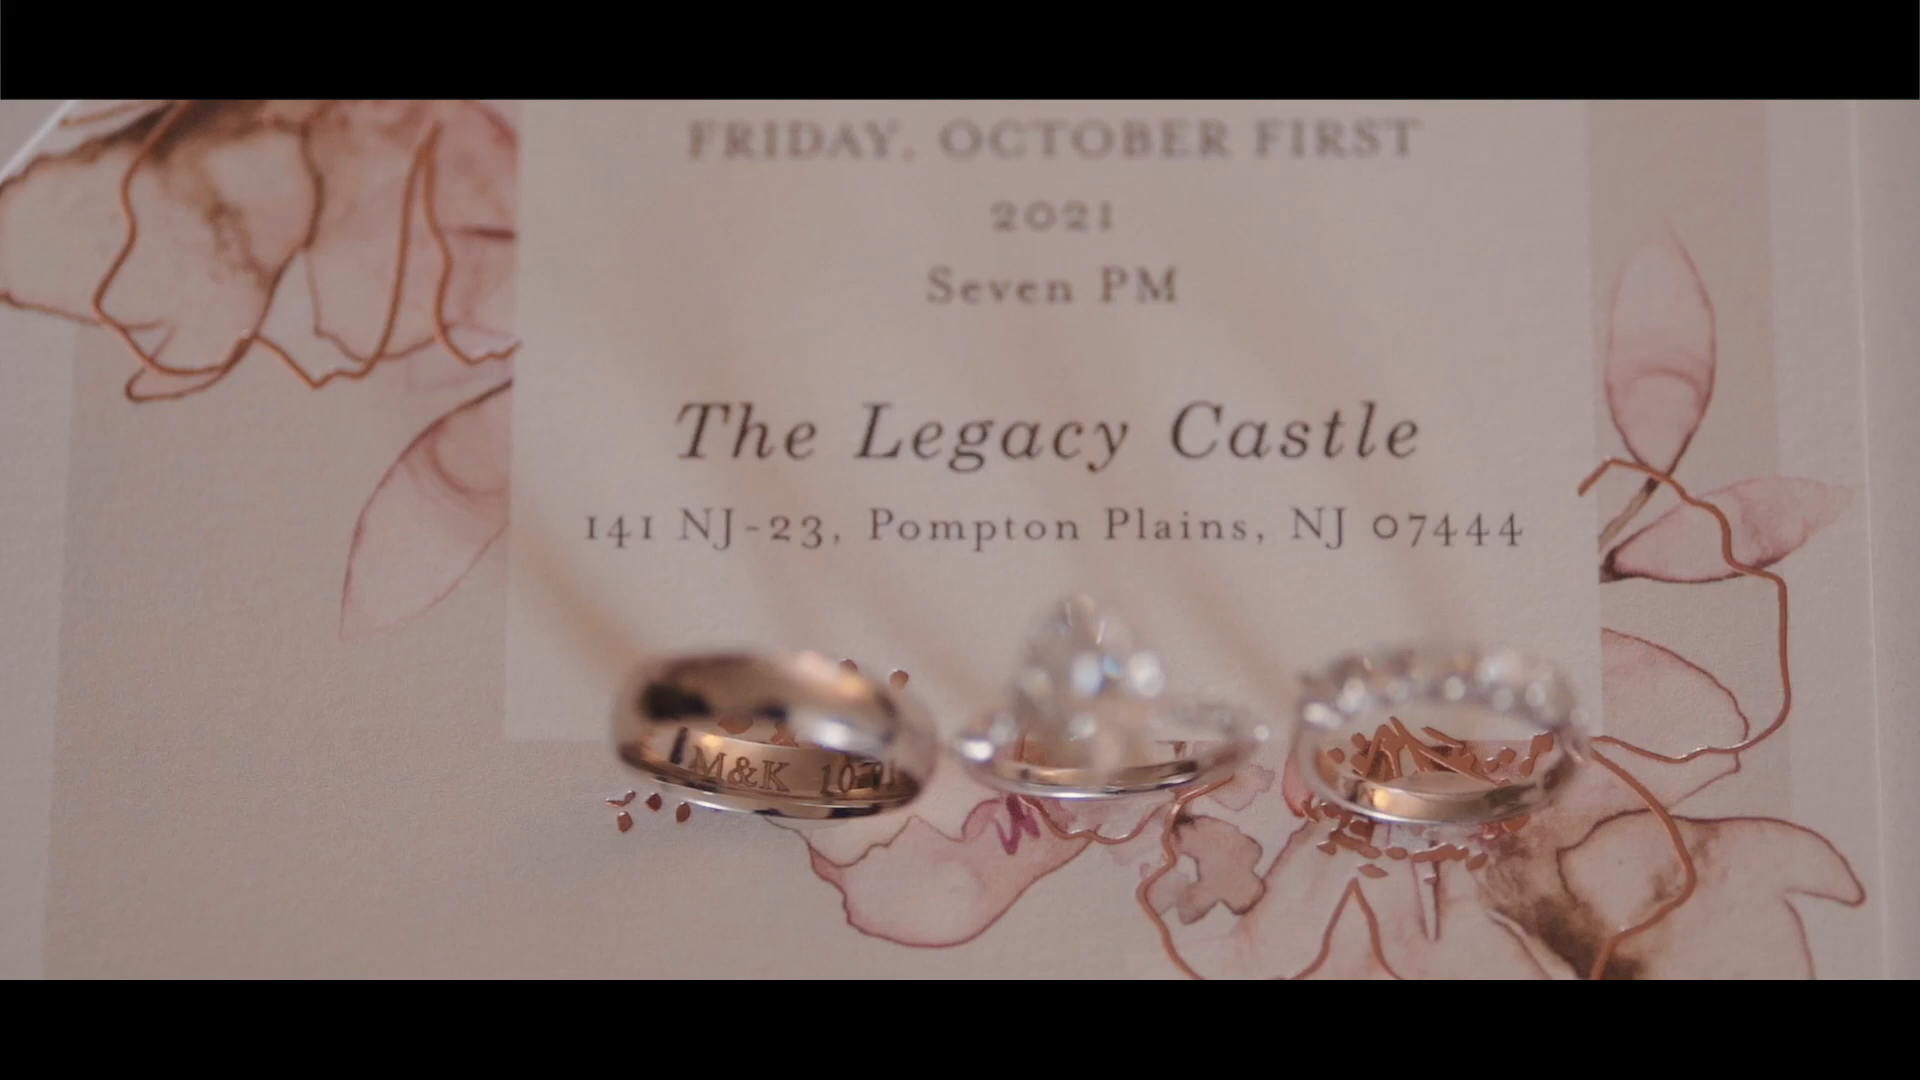 FRIDAY, OCTOBER FIRST
2021
Seven PM
The Legacy Castle
141 NJ-23, Pompton Plains, NJ 07444
M&K